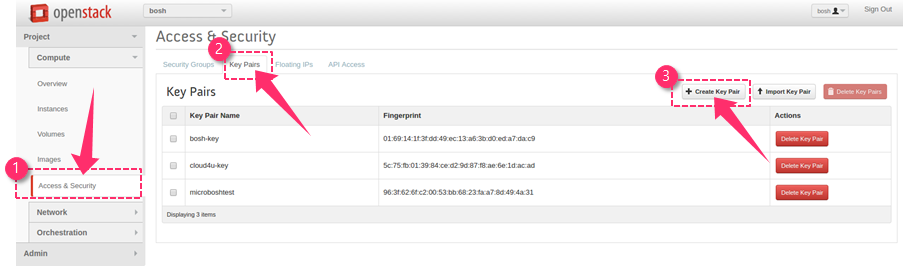 openstack
bosh
bosh
Sign Out
Project
Compute
Overview
Instances
Volumes
Images
1
Access & Security
Network
Orchestration
Admin
Access & Security
2
Security Groups Key Pairs Floating IPs API Access
3
Key Pairs
Create Key Pair
Import Key Pair
Delete Key Pairs
Key Pair Name Fingerprint Actions
bosh-key 01:69:14:1f:3f:dd:49:ec:13:a6:3b:d0:ed:a7:da:c9 Delete Key Pair
cloud4u-key 5c:75:fb:01:39:84:ce:d2:9d:87:f8:ae:6e:1d:ac:ad Delete Key Pair
microboshtest 96:3f:62:6f:c2:00:53:bb:68:23:fa:a7:8d:49:4a:31 Delete Key Pair
Displaying 3 items